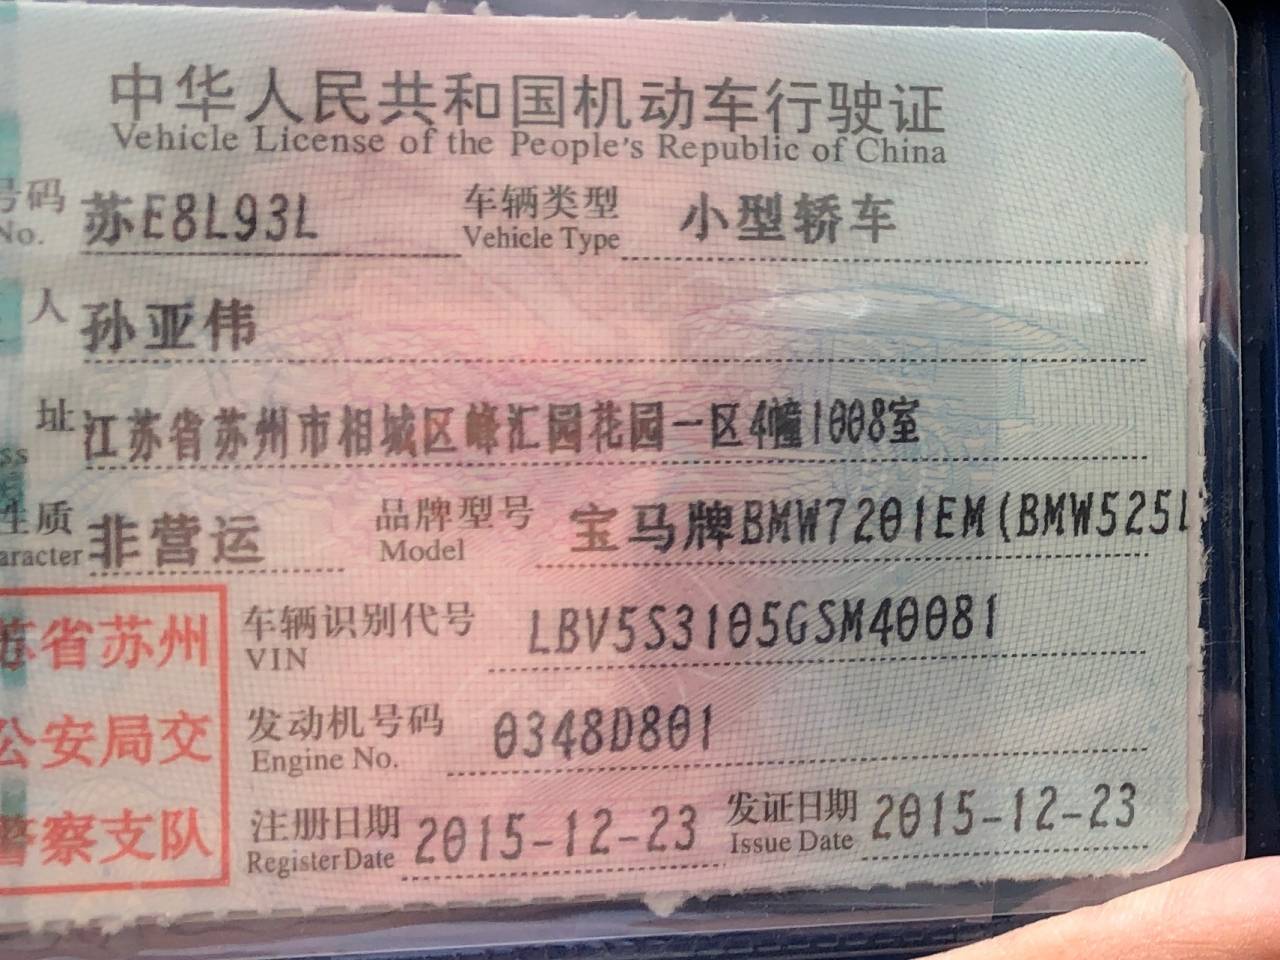 中华人民共和国机动车行驶证
Vehicle License of the People's Republic of China
号码 苏E8L93L 车辆类型 小型轿车
No. Vehicle Type
人 孙亚伟
址 江苏省苏州市相城区峰汇园花园一区4幢1008室
ss
性质 非营运 品牌型号 宝马牌BMW7201EM(BMW525L
aracter Model
苏省苏州
公安局交
警察支队
车辆识别代号 LBV5S3105GSM40081
VIN
发动机号码 0348D801
Engine No.
注册日期 2015-12-23 发证日期 2015-12-23
Register Date Issue Date